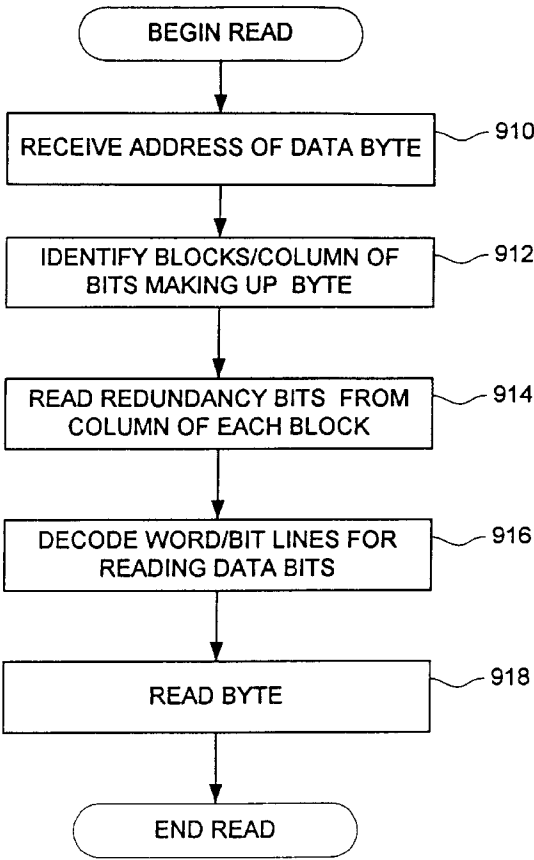 BEGIN READ
RECEIVE ADDRESS OF DATA BYTE
910
IDENTIFY BLOCKS/COLUMN OF
BITS MAKING UP BYTE
912
READ REDUNDANCY BITS FROM
COLUMN OF EACH BLOCK
914
DECODE WORD/BIT LINES FOR
READING DATA BITS
916
READ BYTE
918
END READ